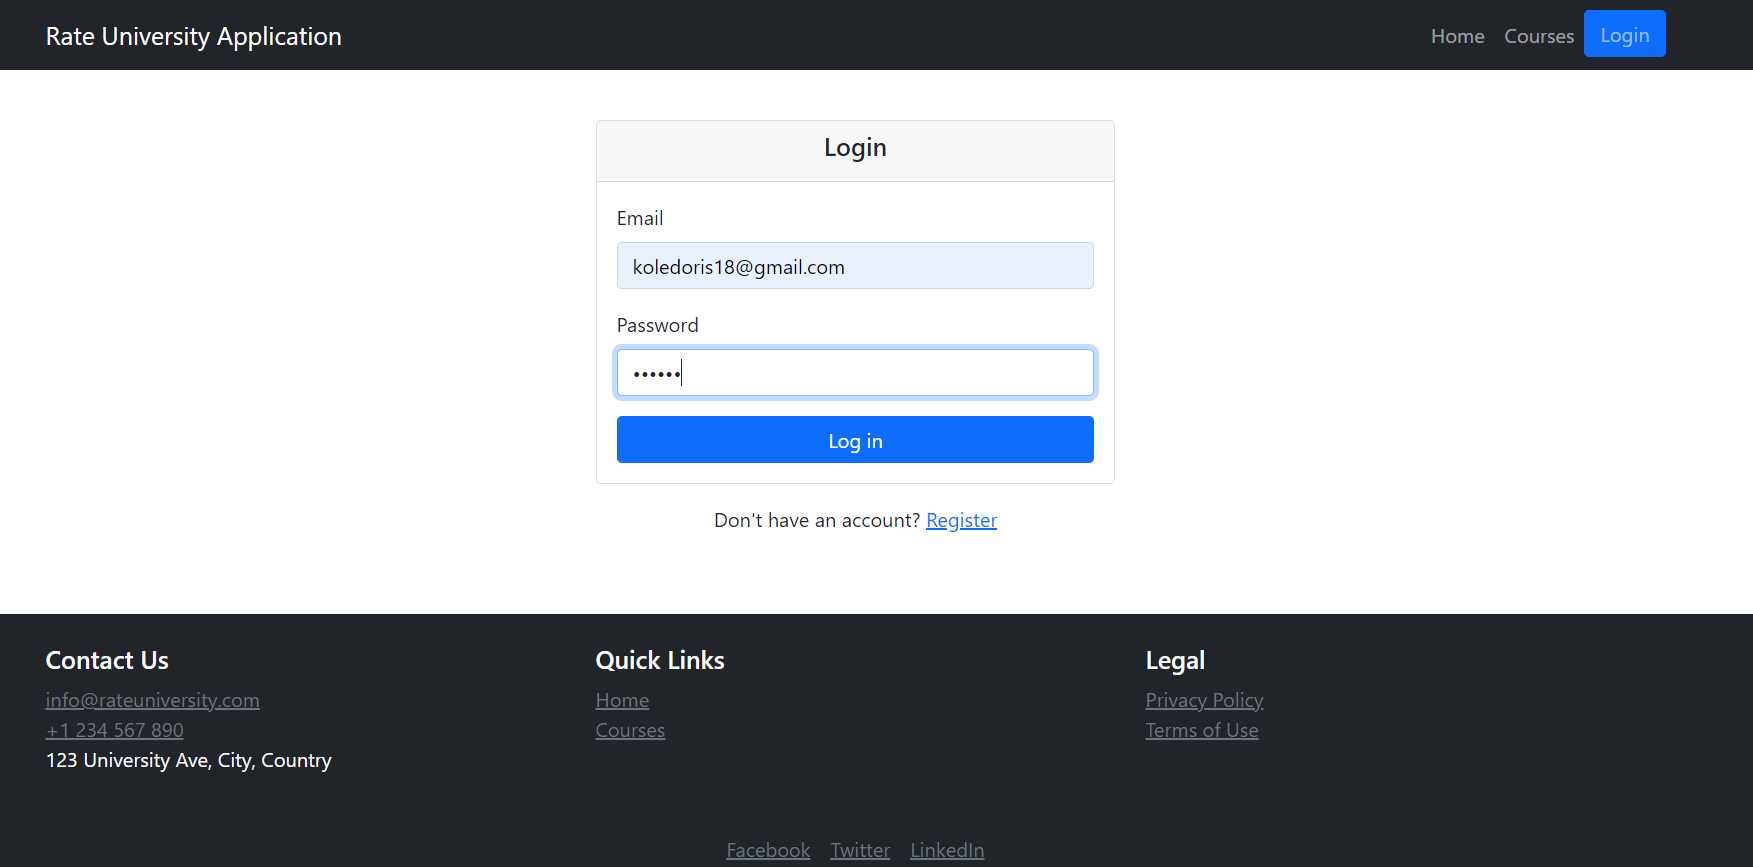 Rate University Application
Home Courses Login
Login
Email
koledoris18@gmail.com
Password
••••••
Log in
Don't have an account? Register
Contact Us
info@rateuniversity.com
+1 234 567 890
123 University Ave, City, Country
Quick Links
Home
Courses
Legal
Privacy Policy
Terms of Use
Facebook Twitter LinkedIn